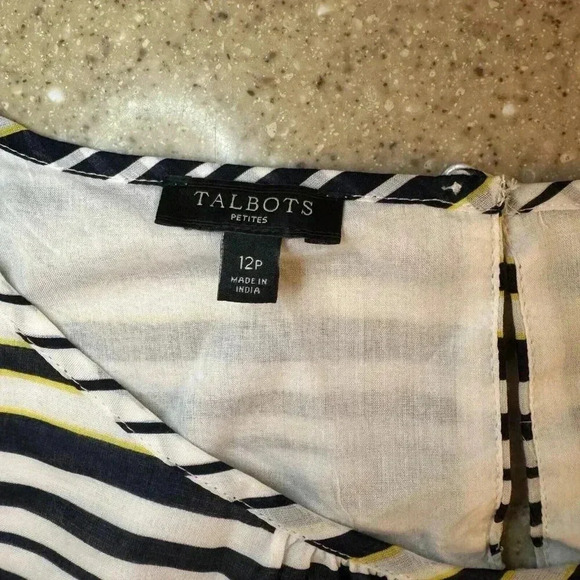 TALBOTS
PETITES
12P
MADE IN
INDIA